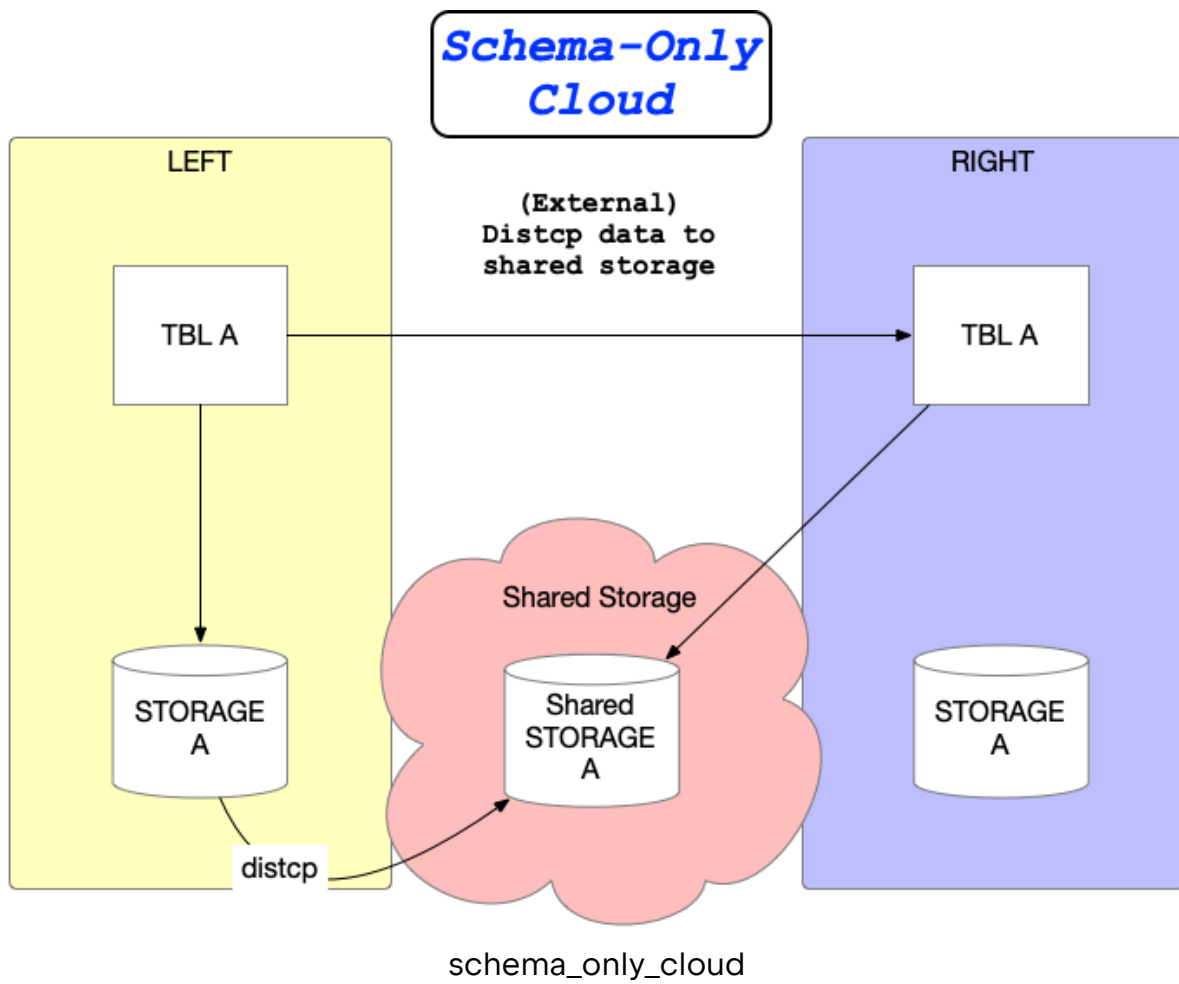 Schema-Only
Cloud
LEFT
RIGHT
(External)
Distcp data to
shared storage
TBL A
TBL A
Shared Storage
STORAGE
A
Shared
STORAGE
A
STORAGE
A
distcp
schema_only_cloud